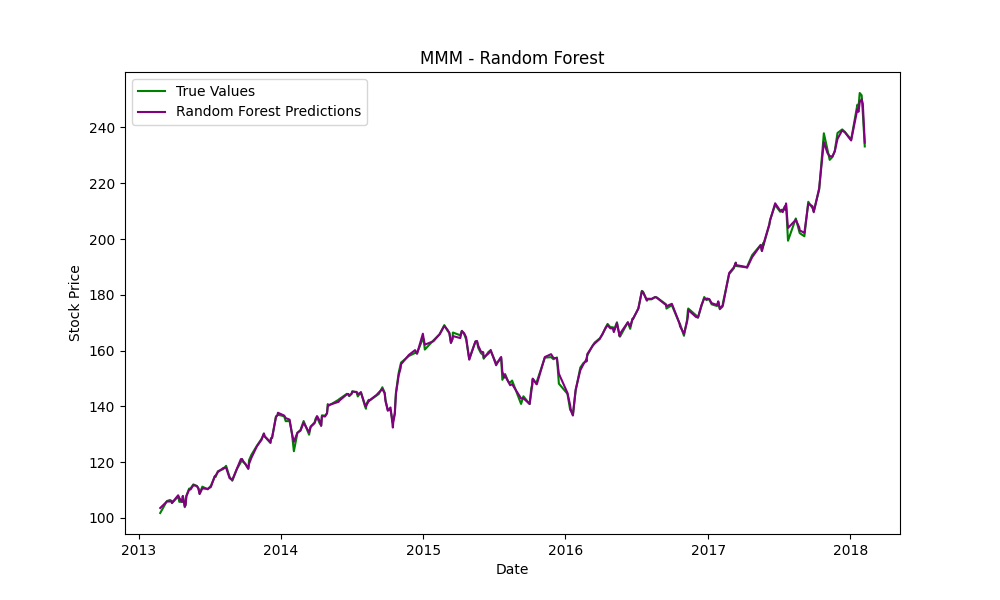 MMM - Random Forest
True Values
Random Forest Predictions
240
220
200
180
160
140
120
100
Stock Price
2013 2014 2015 2016 2017 2018
Date